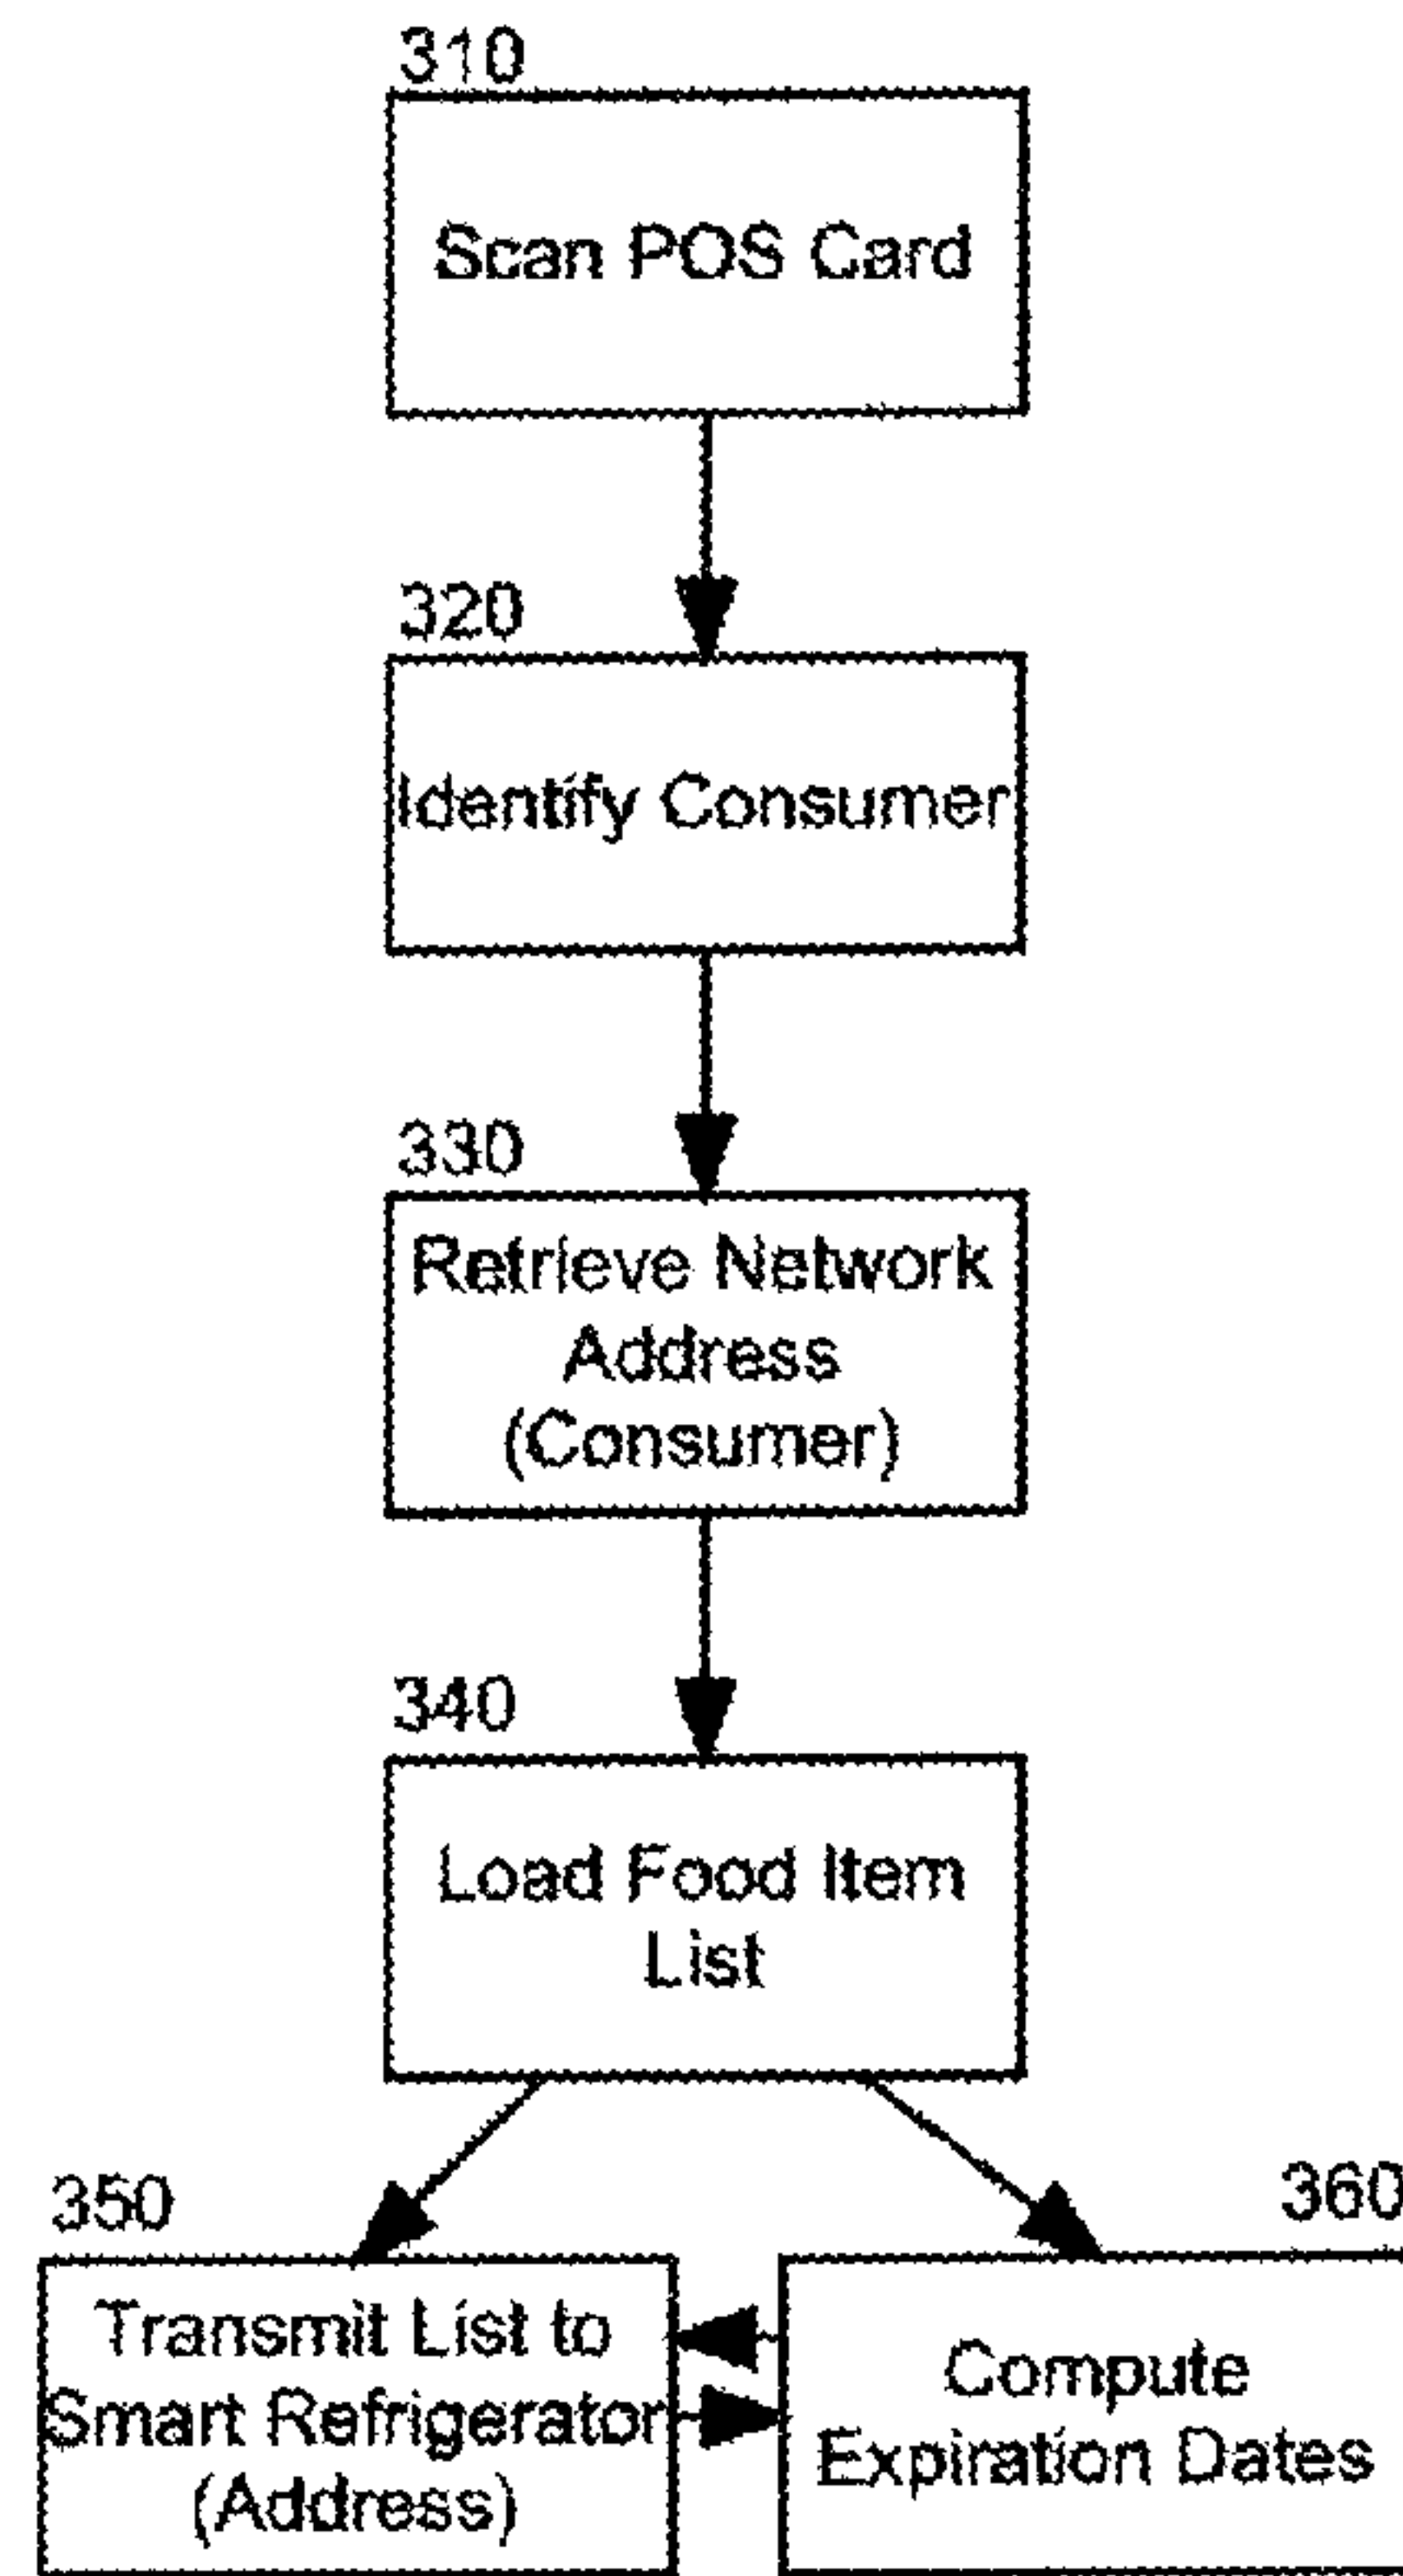 310
Scan POS Card
320
Identify Consumer
330
Retrieve Network
Address
(Consumer)
340
Load Food Item
List
350
Transmit List to
Smart Refrigerator
(Address)
360
Compute
Expiration Dates